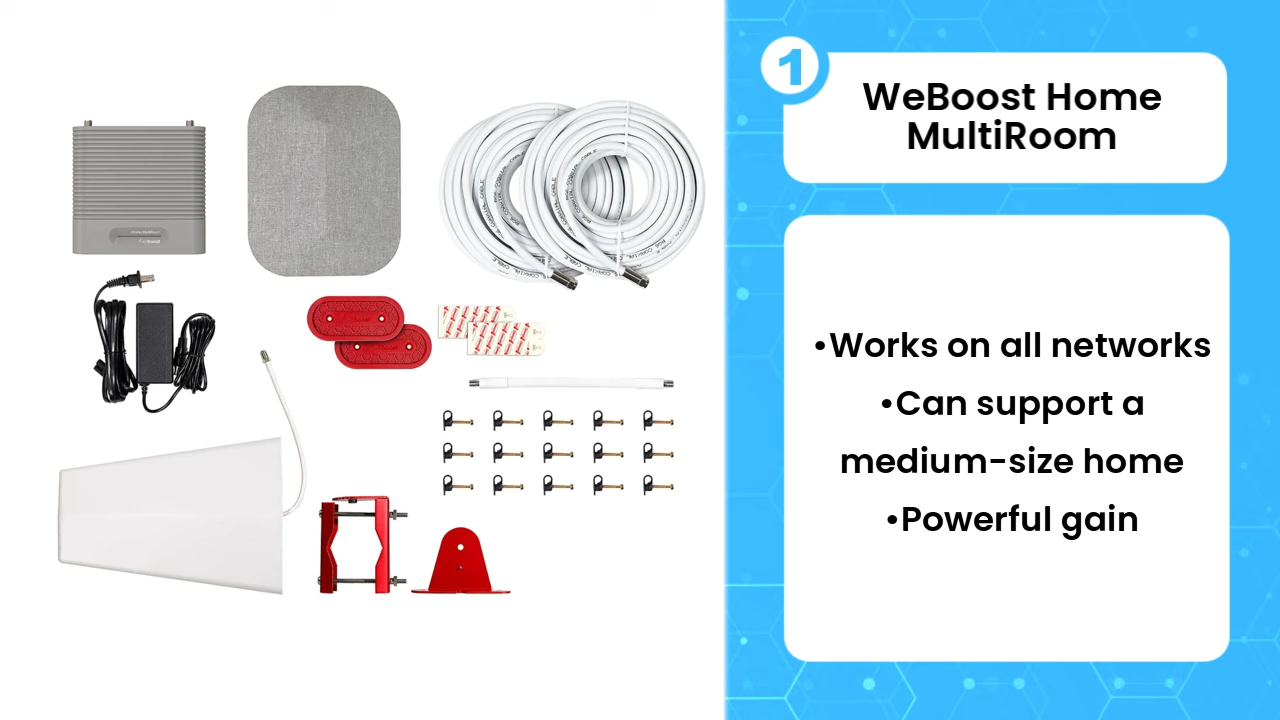 1
WeBoost Home
MultiRoom
•Works on all networks
•Can support a
medium-size home
•Powerful gain